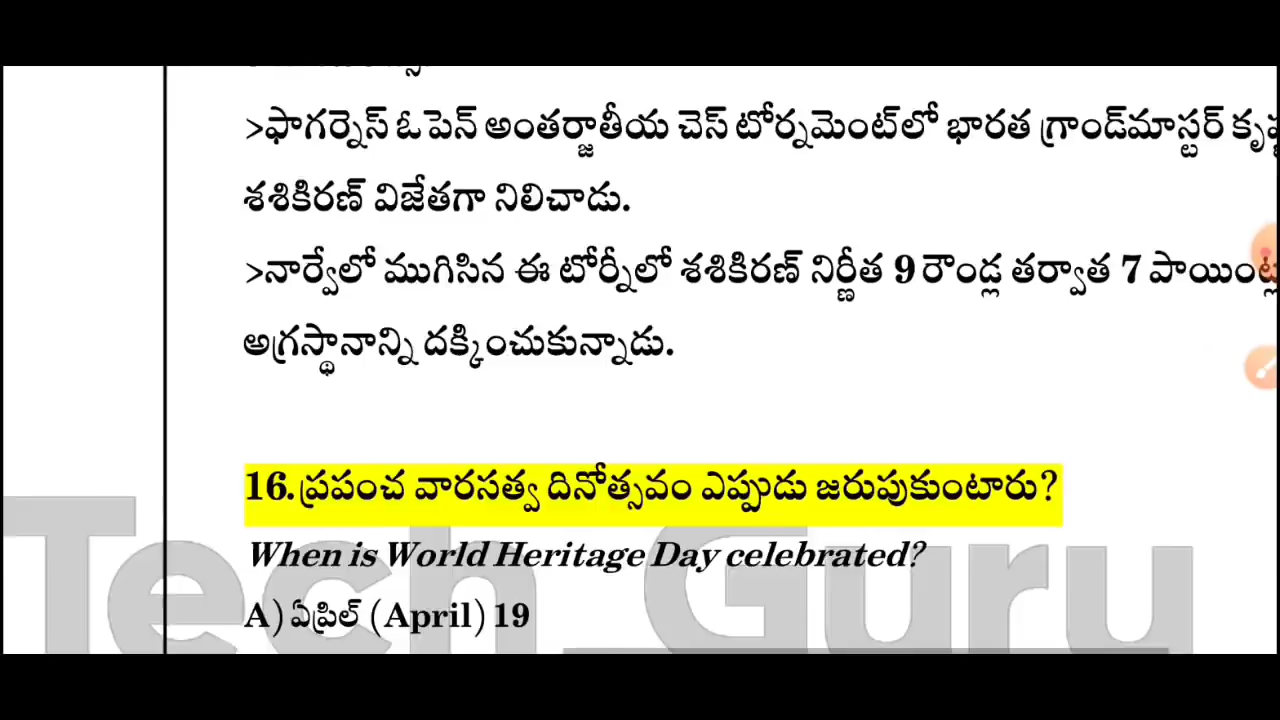 >ఫాగర్నెస్ ఓపెన్ అంతర్జాతీయ చెస్ టోర్నమెంట్‌లో భారత గ్రాండ్‌మాస్టర్
శశికిరణ్ విజేతగా నిలిచాడు.
>నార్వేలో ముగిసిన ఈ టోర్నీలో శశికిరణ్ నిర్ణీత 9 రౌండ్ల తర్వాత 7
అగ్రస్థానాన్ని దక్కించుకున్నాడు.
16.ప్రపంచ వారసత్వ దినోత్సవం ఎప్పుడు జరుపుకుంటారు?
When is World Heritage Day celebrated?
A) ఏప్రిల్ (April) 19
Tech_Guru